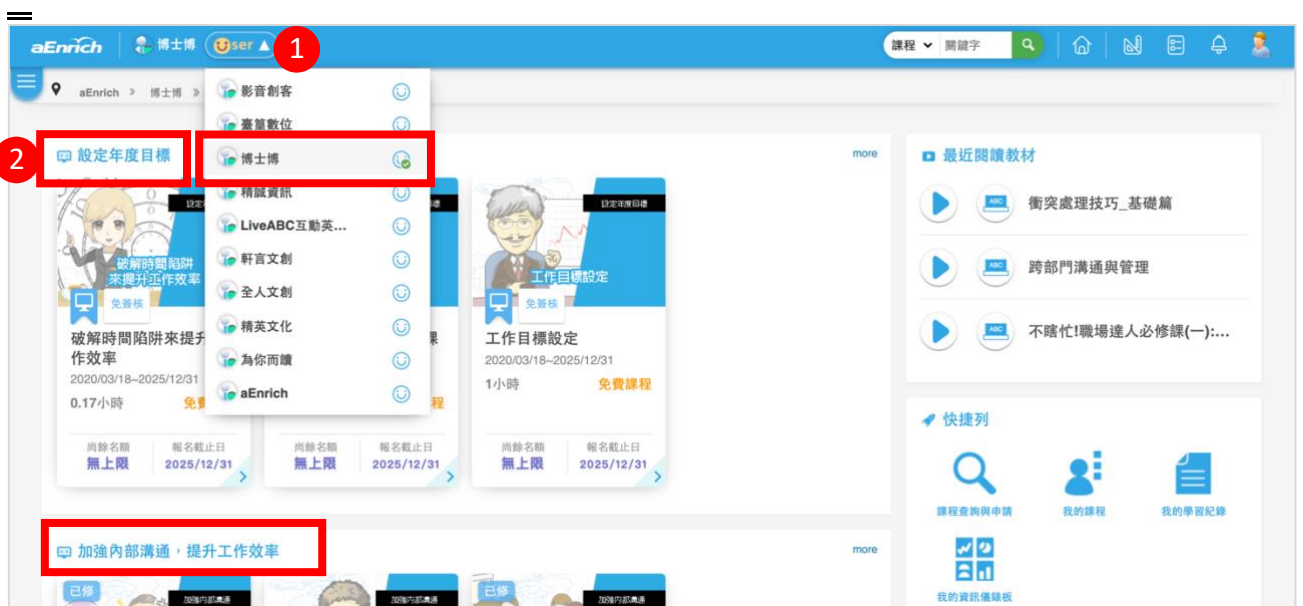 aEnrich
博士博
User ▲
1
課程
關鍵字
aEnrich » 博士博 »
影音創客
臺篁數位
博士博
精誠資訊
LiveABC互動英...
軒言文創
全人文創
精英文化
為你而讀
aEnrich
2
設定年度目標
more
破解時間陷阱
來提升工作效率
免簽核
破解時間陷阱來提升
作效率
2020/03/18~2025/12/31
0.17小時
免費
尚餘名額
報名截止日
無上限
2025/12/31
程
尚餘名額
報名截止日
無上限
2025/12/31
設定年度目標
工作目標設定
免簽核
工作目標設定
2020/03/18~2025/12/31
1小時
免費課程
尚餘名額
報名截止日
無上限
2025/12/31
加強內部溝通，提升工作效率
more
已修
加強內部溝通
加強內部溝通
已修
加強內部溝通
最近閱讀教材
ABC
衝突處理技巧_基礎篇
ABC
跨部門溝通與管理
ABC
不瞎忙!職場達人必修課(一):...
快捷列
課程查詢與申請
我的課程
我的學習紀錄
我的資訊儀錶板